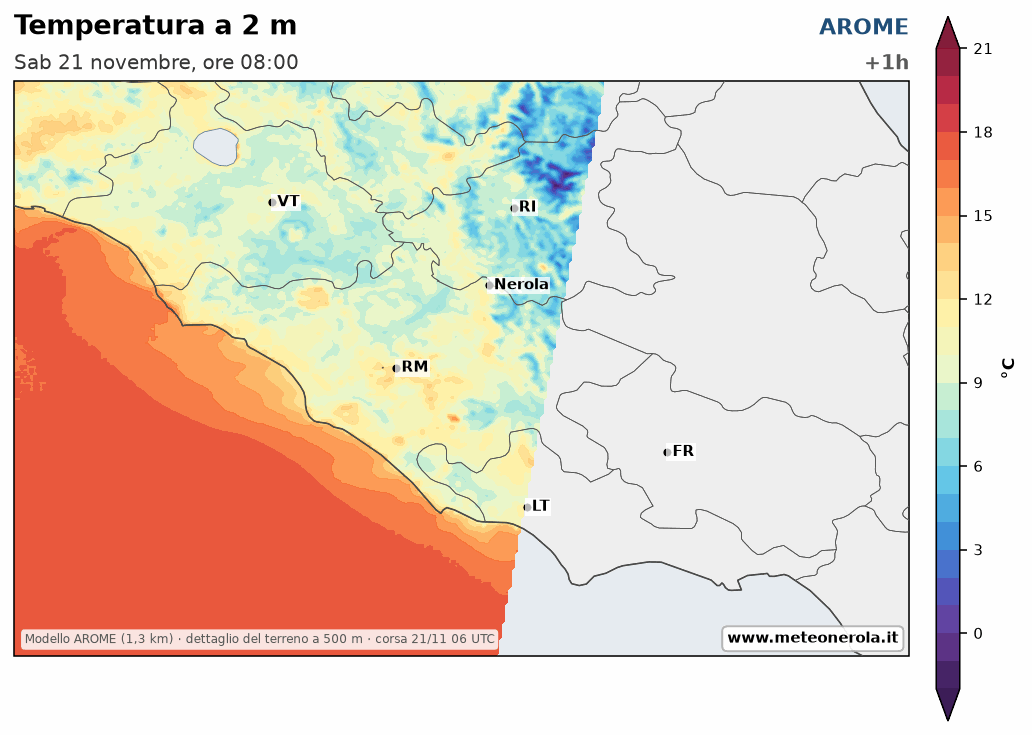 Temperatura a 2 m
AROME
Sab 21 novembre, ore 08:00
+1h
21
18
15
12
9
6
3
0
°C
VT
RI
Nerola
RM
FR
LT
Modello AROME (1,3 km) · dettaglio del terreno a 500 m · corsa 21/11 06 UTC
www.meteonerola.it